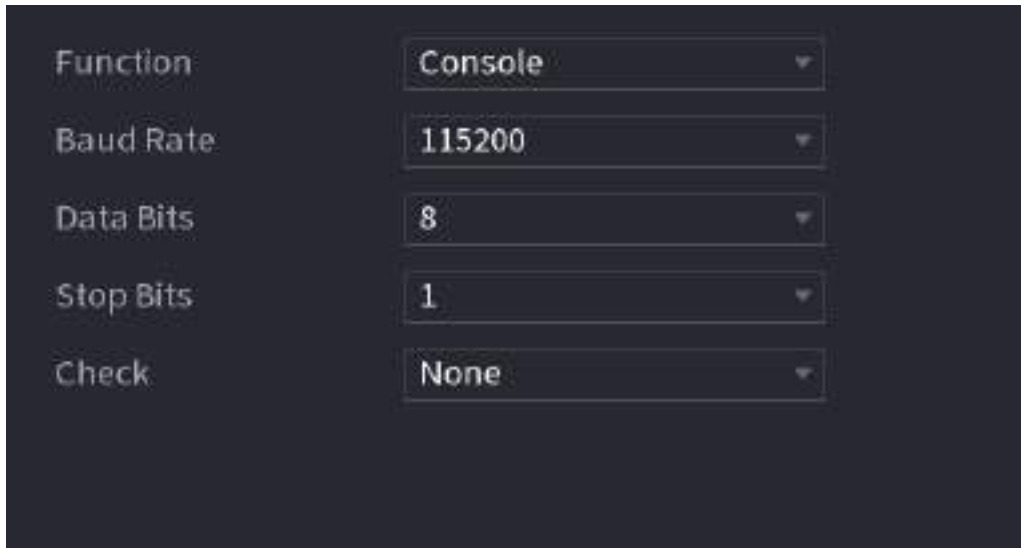 Function Console
Baud Rate 115200
Data Bits 8
Stop Bits 1
Check None